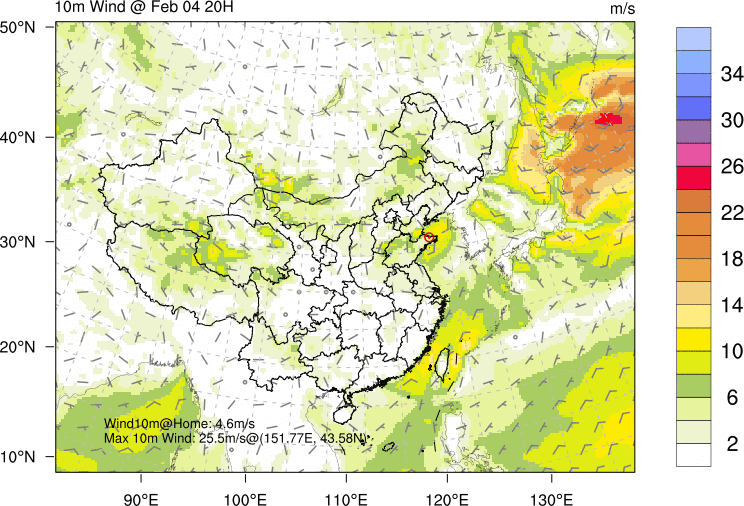 10m Wind @ Feb 04 20H
m/s
50°N
40°N
30°N
20°N
10°N
34
30
26
22
18
14
10
6
2
Wind10m@Home: 4.6m/s
Max 10m Wind: 25.5m/s@(151.77E, 43.58N)
90°E
100°E
110°E
120°E
130°E